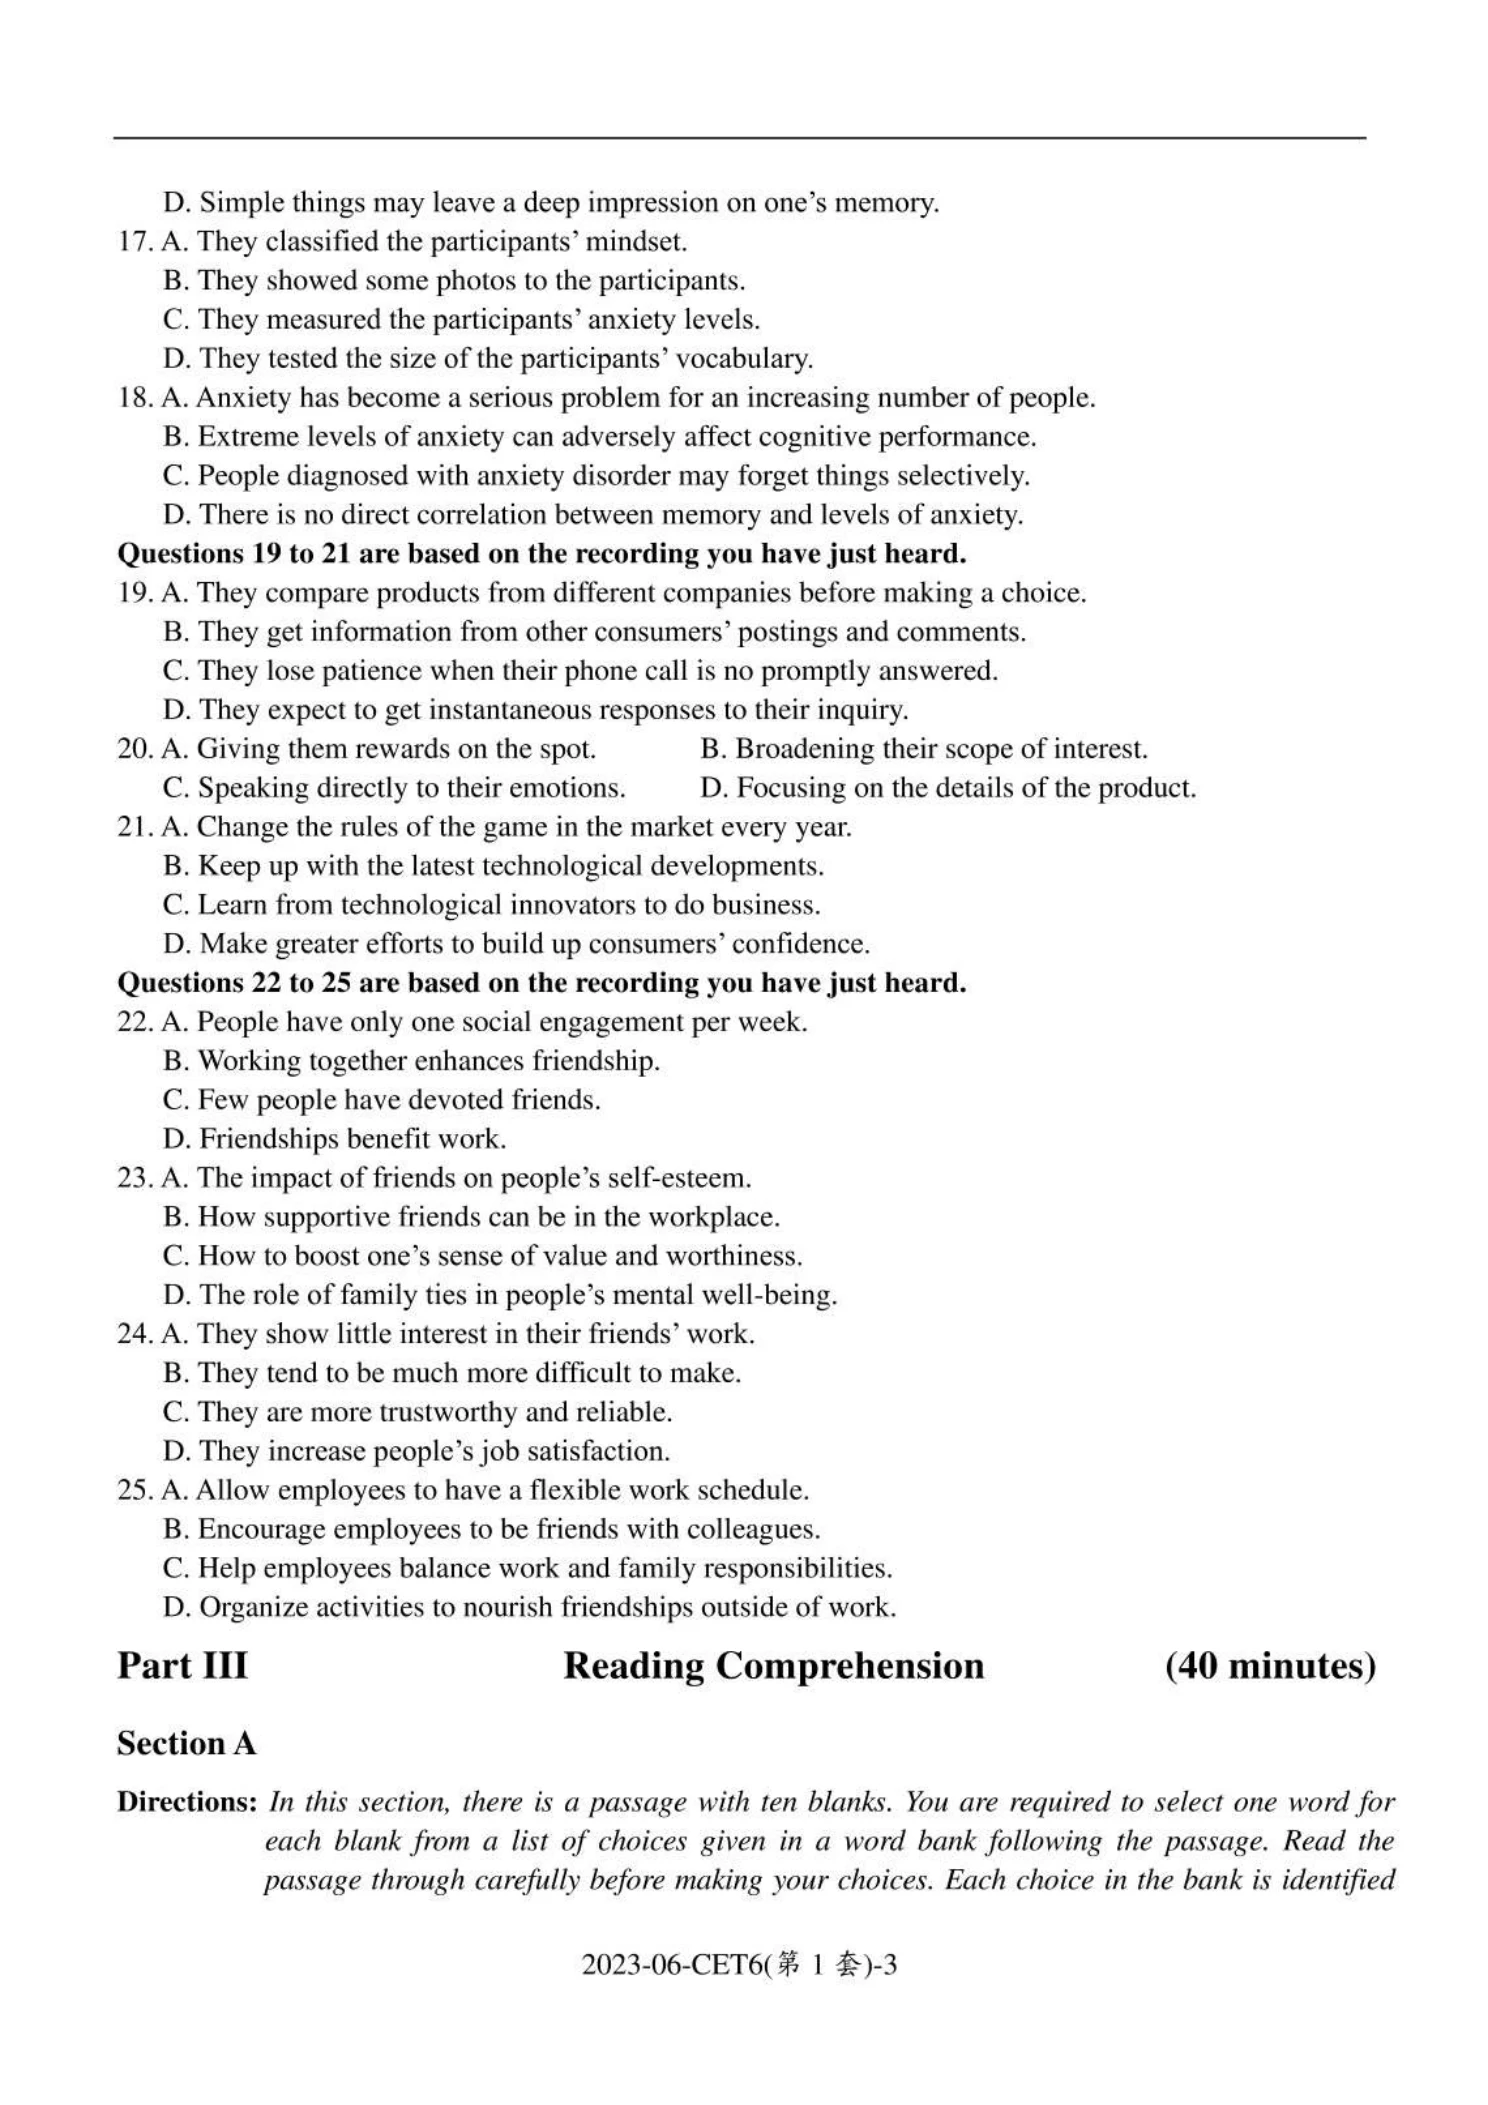 D. Simple things may leave a deep impression on one’s memory.
17. A. They classified the participants’ mindset.
B. They showed some photos to the participants.
C. They measured the participants’ anxiety levels.
D. They tested the size of the participants’ vocabulary.
18. A. Anxiety has become a serious problem for an increasing number of people.
B. Extreme levels of anxiety can adversely affect cognitive performance.
C. People diagnosed with anxiety disorder may forget things selectively.
D. There is no direct correlation between memory and levels of anxiety.
Questions 19 to 21 are based on the recording you have just heard.
19. A. They compare products from different companies before making a choice.
B. They get information from other consumers’ postings and comments.
C. They lose patience when their phone call is no promptly answered.
D. They expect to get instantaneous responses to their inquiry.
20. A. Giving them rewards on the spot. B. Broadening their scope of interest.
C. Speaking directly to their emotions. D. Focusing on the details of the product.
21. A. Change the rules of the game in the market every year.
B. Keep up with the latest technological developments.
C. Learn from technological innovators to do business.
D. Make greater efforts to build up consumers’ confidence.
Questions 22 to 25 are based on the recording you have just heard.
22. A. People have only one social engagement per week.
B. Working together enhances friendship.
C. Few people have devoted friends.
D. Friendships benefit work.
23. A. The impact of friends on people’s self-esteem.
B. How supportive friends can be in the workplace.
C. How to boost one’s sense of value and worthiness.
D. The role of family ties in people’s mental well-being.
24. A. They show little interest in their friends’ work.
B. They tend to be much more difficult to make.
C. They are more trustworthy and reliable.
D. They increase people’s job satisfaction.
25. A. Allow employees to have a flexible work schedule.
B. Encourage employees to be friends with colleagues.
C. Help employees balance work and family responsibilities.
D. Organize activities to nourish friendships outside of work.
Part III Reading Comprehension (40 minutes)
Section A
Directions: In this section, there is a passage with ten blanks. You are required to select one word for
each blank from a list of choices given in a word bank following the passage. Read the
passage through carefully before making your choices. Each choice in the bank is identified
2023-06-CET6(第 1 套)-3